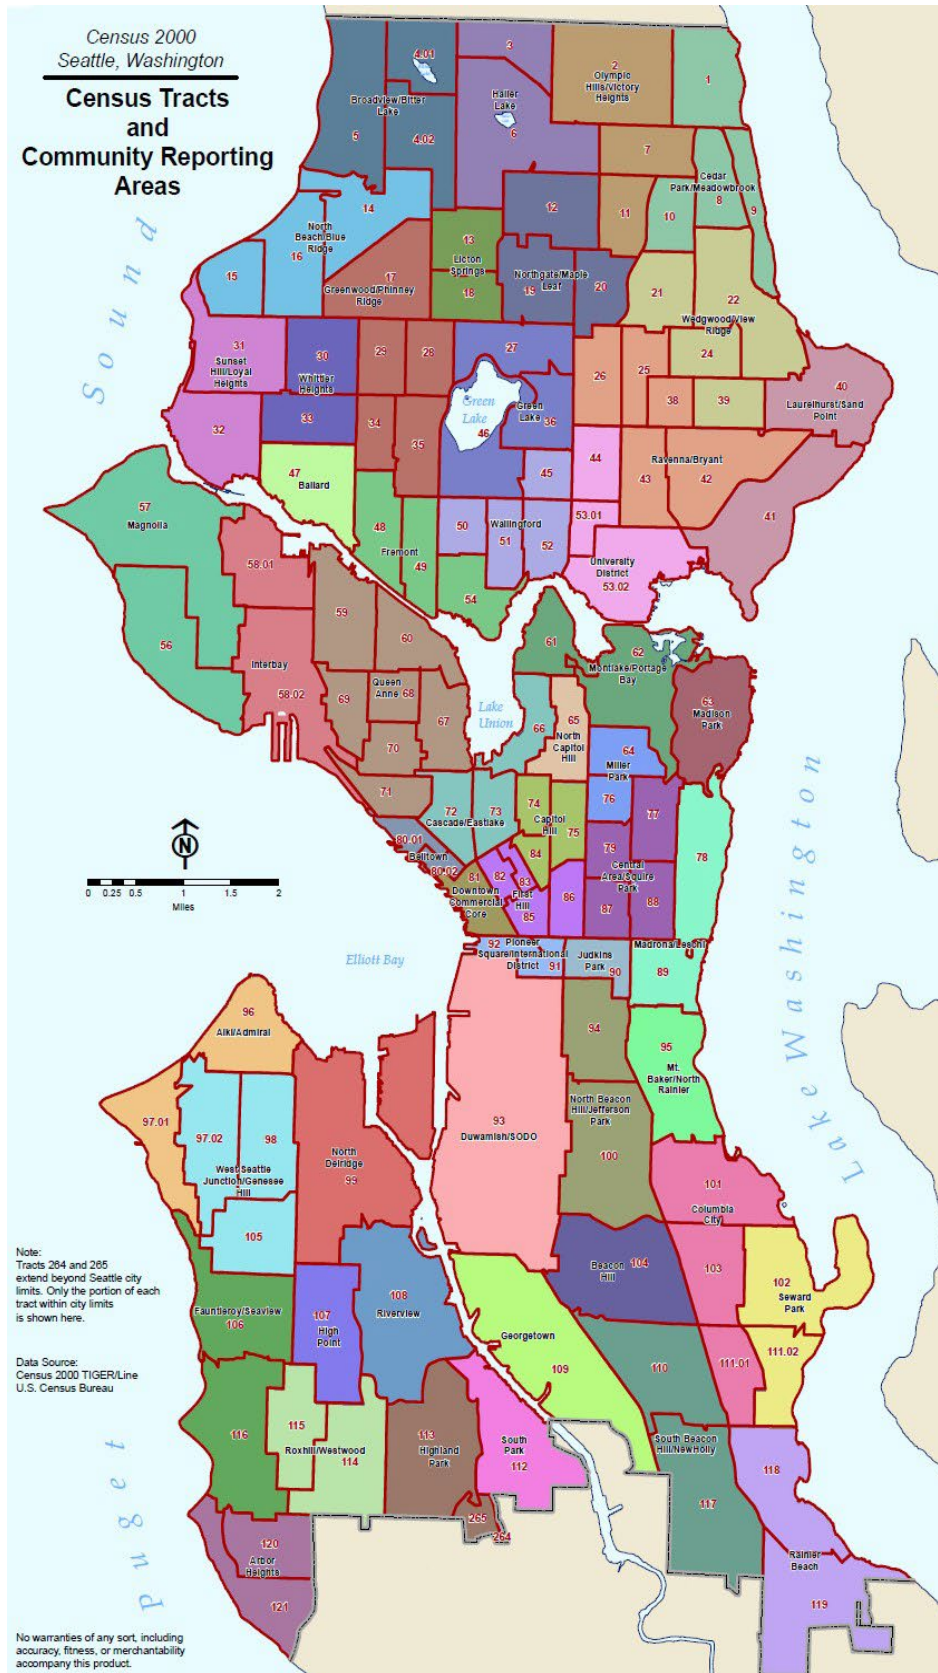 Census 2000
Seattle, Washington
Census Tracts
and
Community Reporting
Areas
3
4.01
2
Olympic
Hills/Victory
Heights
1
Broadview/Bitter
Lake
Haller
Lake
5
4.02
6
7
Cedar
Park/Meadowbrook
8
9
14
12
11
10
North
Beach/Blue
Ridge
16
13
Licton
Springs
15
17
Greenwood/Phinney
Ridge
18
Northgate/Maple
Leaf
19
20
21
22
Wedgwood/View
Ridge
31
Sunset
Hill/Loyal
Heights
30
Whittier
Heights
29
28
27
26
25
24
40
Laurelhurst/Sand
Point
32
33
34
35
Green
Lake
46
Green
Lake
36
38
39
47
Ballard
45
44
Ravenna/Bryant
43
42
41
57
Magnolia
48
Fremont
49
50
Wallingford
51
52
53.01
University
District
53.02
58.01
54
56
59
60
61
62
Montlake/Portage
Bay
Interbay
58.02
Queen
Anne
68
69
67
70
Lake
Union
66
65
North
Capitol
Hill
63
Madison
Park
64
Miller
Park
71
72
73
Cascade/Eastlake
74
Capitol
Hill
75
76
77
78
80.01
Belltown
80.02
84
79
Central
Area/Squire
Park
81
Downtown
Commercial
Core
82
83
First
Hill
85
86
87
88
N
0 0.25 0.5 1 1.5 2
Miles
92
Pioneer
Square/International
District
91
Judkins
Park
90
Madrona/Leschi
89
Elliott Bay
Puget Sound
Lake Washington
96
Alki/Admiral
94
95
Mt.
Baker/North
Rainier
97.01
97.02
98
West Seattle
Junction/Genesee
Hill
North
Delridge
99
93
Duwamish/SODO
North Beacon
Hill/Jefferson
Park
100
101
Columbia
City
105
Note:
Tracts 264 and 265
extend beyond Seattle city
limits. Only the portion of each
tract within city limits
is shown here.
Beacon
Hill
104
103
102
Seward
Park
Fauntleroy/Seaview
106
107
High
Point
108
Riverview
Georgetown
109
110
111.01
111.02
Data Source:
Census 2000 TIGER/Line
U.S. Census Bureau
116
115
Roxhill/Westwood
114
113
Highland
Park
South
Park
112
South Beacon
Hill/NewHolly
117
118
265
264
120
Arbor
Heights
121
Rainier
Beach
119
No warranties of any sort, including
accuracy, fitness, or merchantability
accompany this product.